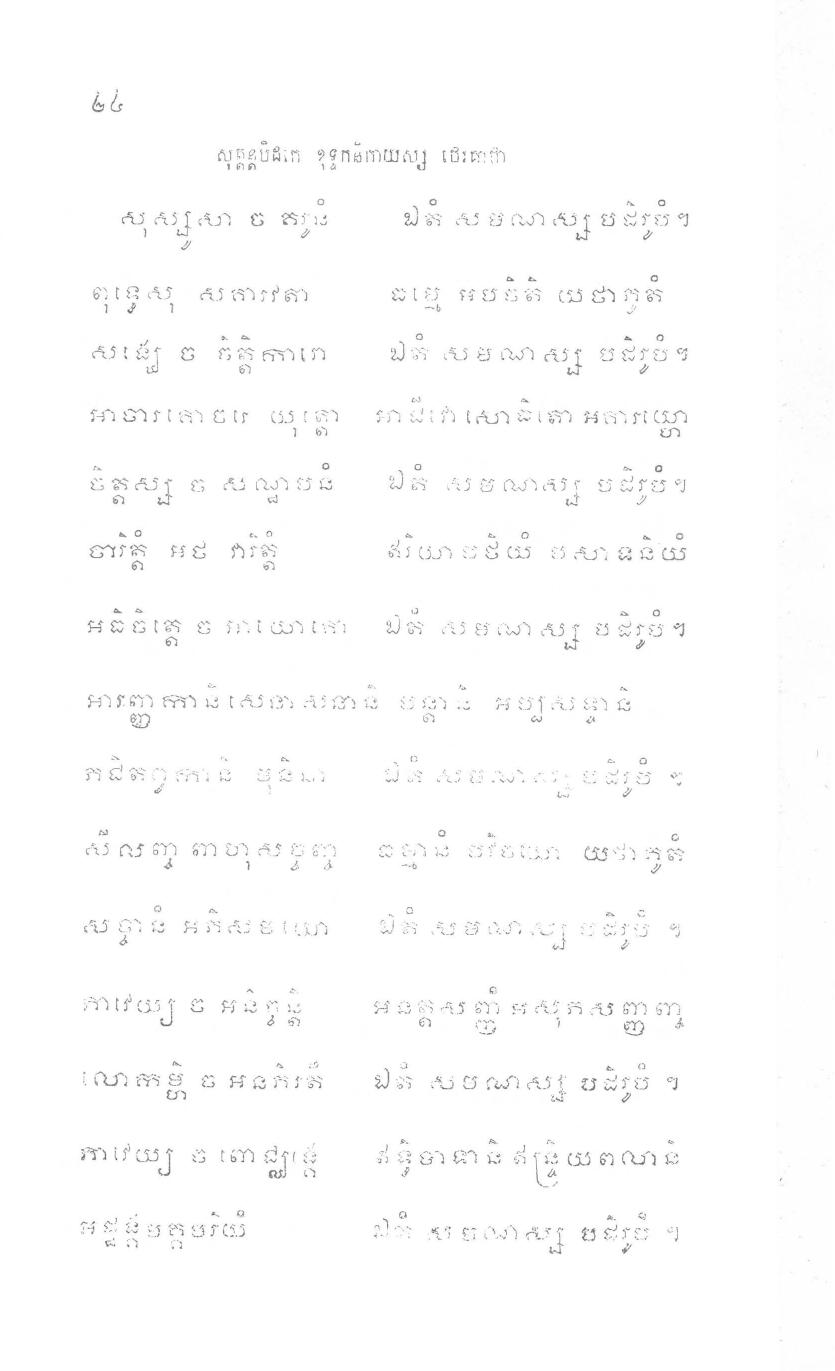 ២៤
សុត្តន្តបិដកេ ខុទ្ទកនិកាយស្ស ថេរគាថា
សុស្សូសា ច គរូនំ ឯតំ សមណស្ស បដិរូបំ។
ពុទ្ធេសុ សគារវតា ធម្មេ អបចិតិ យថាភូតំ
សង្ឃេ ច ចិត្តិការោ ឯតំ សមណស្ស បដិរូបំ។
អាចារគោចរេ យុត្តោ អាជីវោ សោធិតោ អគារយ្ហោ
ចិត្តស្ស ច សណ្ឋបនំ ឯតំ សមណស្ស បដិរូបំ។
ចារិត្តំ អថ វារិត្តំ ឥរិយាបថិយំ បសាទនិយំ
អធិចិត្តេ ច អាយោគោ ឯតំ សមណស្ស បដិរូបំ។
អារញ្ញកានិ សេនាសនានិ បន្តានិ អប្បសទ្ទានិ
ភជិតព្វកានិ មុនិនា ឯតំ សមណស្ស បដិរូបំ ។
សីលញ្ច ពាហុសច្ចញ្ច ធម្មានំ បវិចយោ យថាភូតំ
សច្ចានំ អភិសមយោ ឯតំ សមណស្ស បដិរូបំ ។
ភាវេយ្យ ច អនិច្ចន្តិ អនត្តសញ្ញំ អសុភសញ្ញញ្ច
លោកម្ហិ ច អនភិរតឹ ឯតំ សមណស្ស បដិរូបំ ។
ភាវេយ្យ ច ពោជ្ឈង្គេ ឥទ្ធិបាទានិ ឥន្ទ្រិយពលានិ
អដ្ឋង្គមគ្គមរិយំ ឯតំ សមណស្ស បដិរូបំ ។